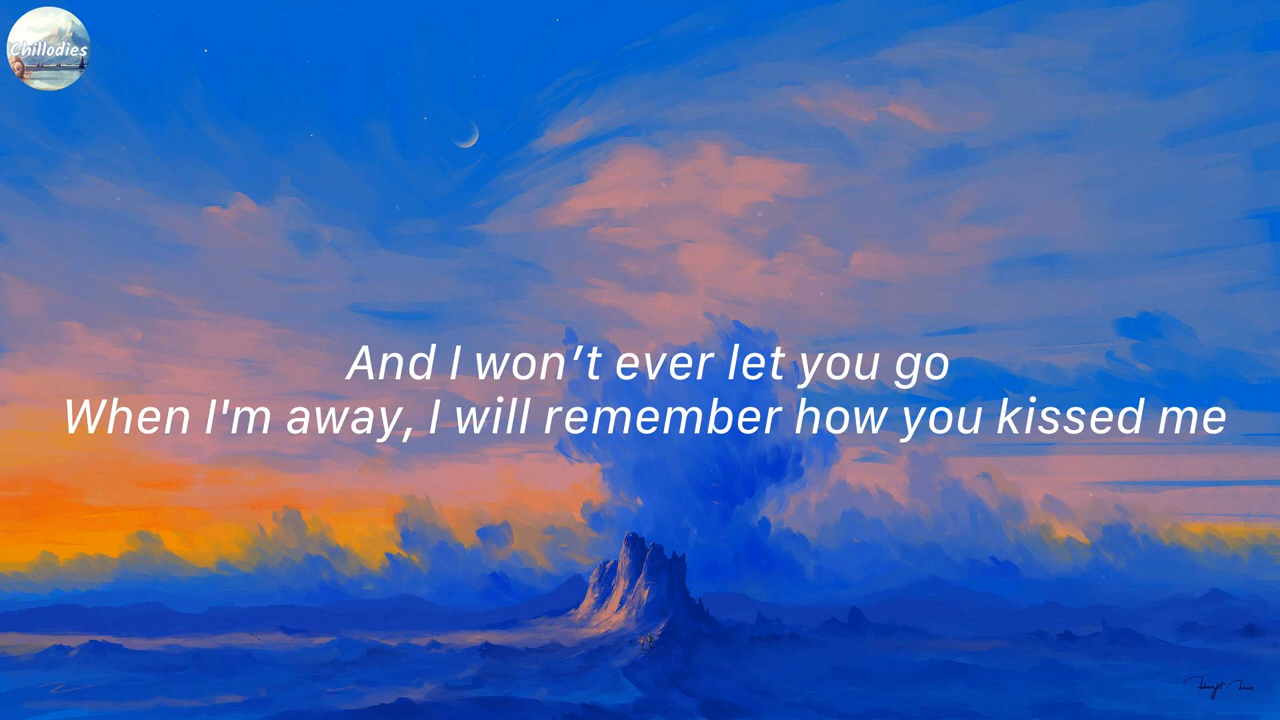 Chillodies
And I won’t ever let you go
When I'm away, I will remember how you kissed me